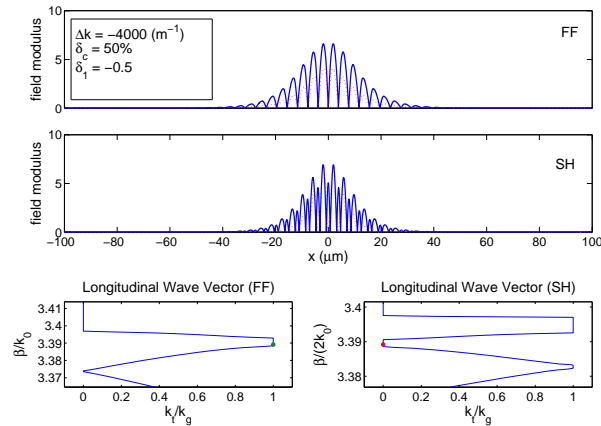 10
5
0
field modulus
Δk = −4000 (m⁻¹)
δc = 50%
δ1 = −0.5
FF
10
5
0
field modulus
SH
−100 −80 −60 −40 −20 0 20 40 60 80 100
x (μm)
Longitudinal Wave Vector (FF)
3.41
3.4
3.39
3.38
3.37
β/k0
0 0.2 0.4 0.6 0.8 1
kt/kg
Longitudinal Wave Vector (SH)
3.4
3.39
3.38
β/(2k0)
0 0.2 0.4 0.6 0.8 1
kt/kg